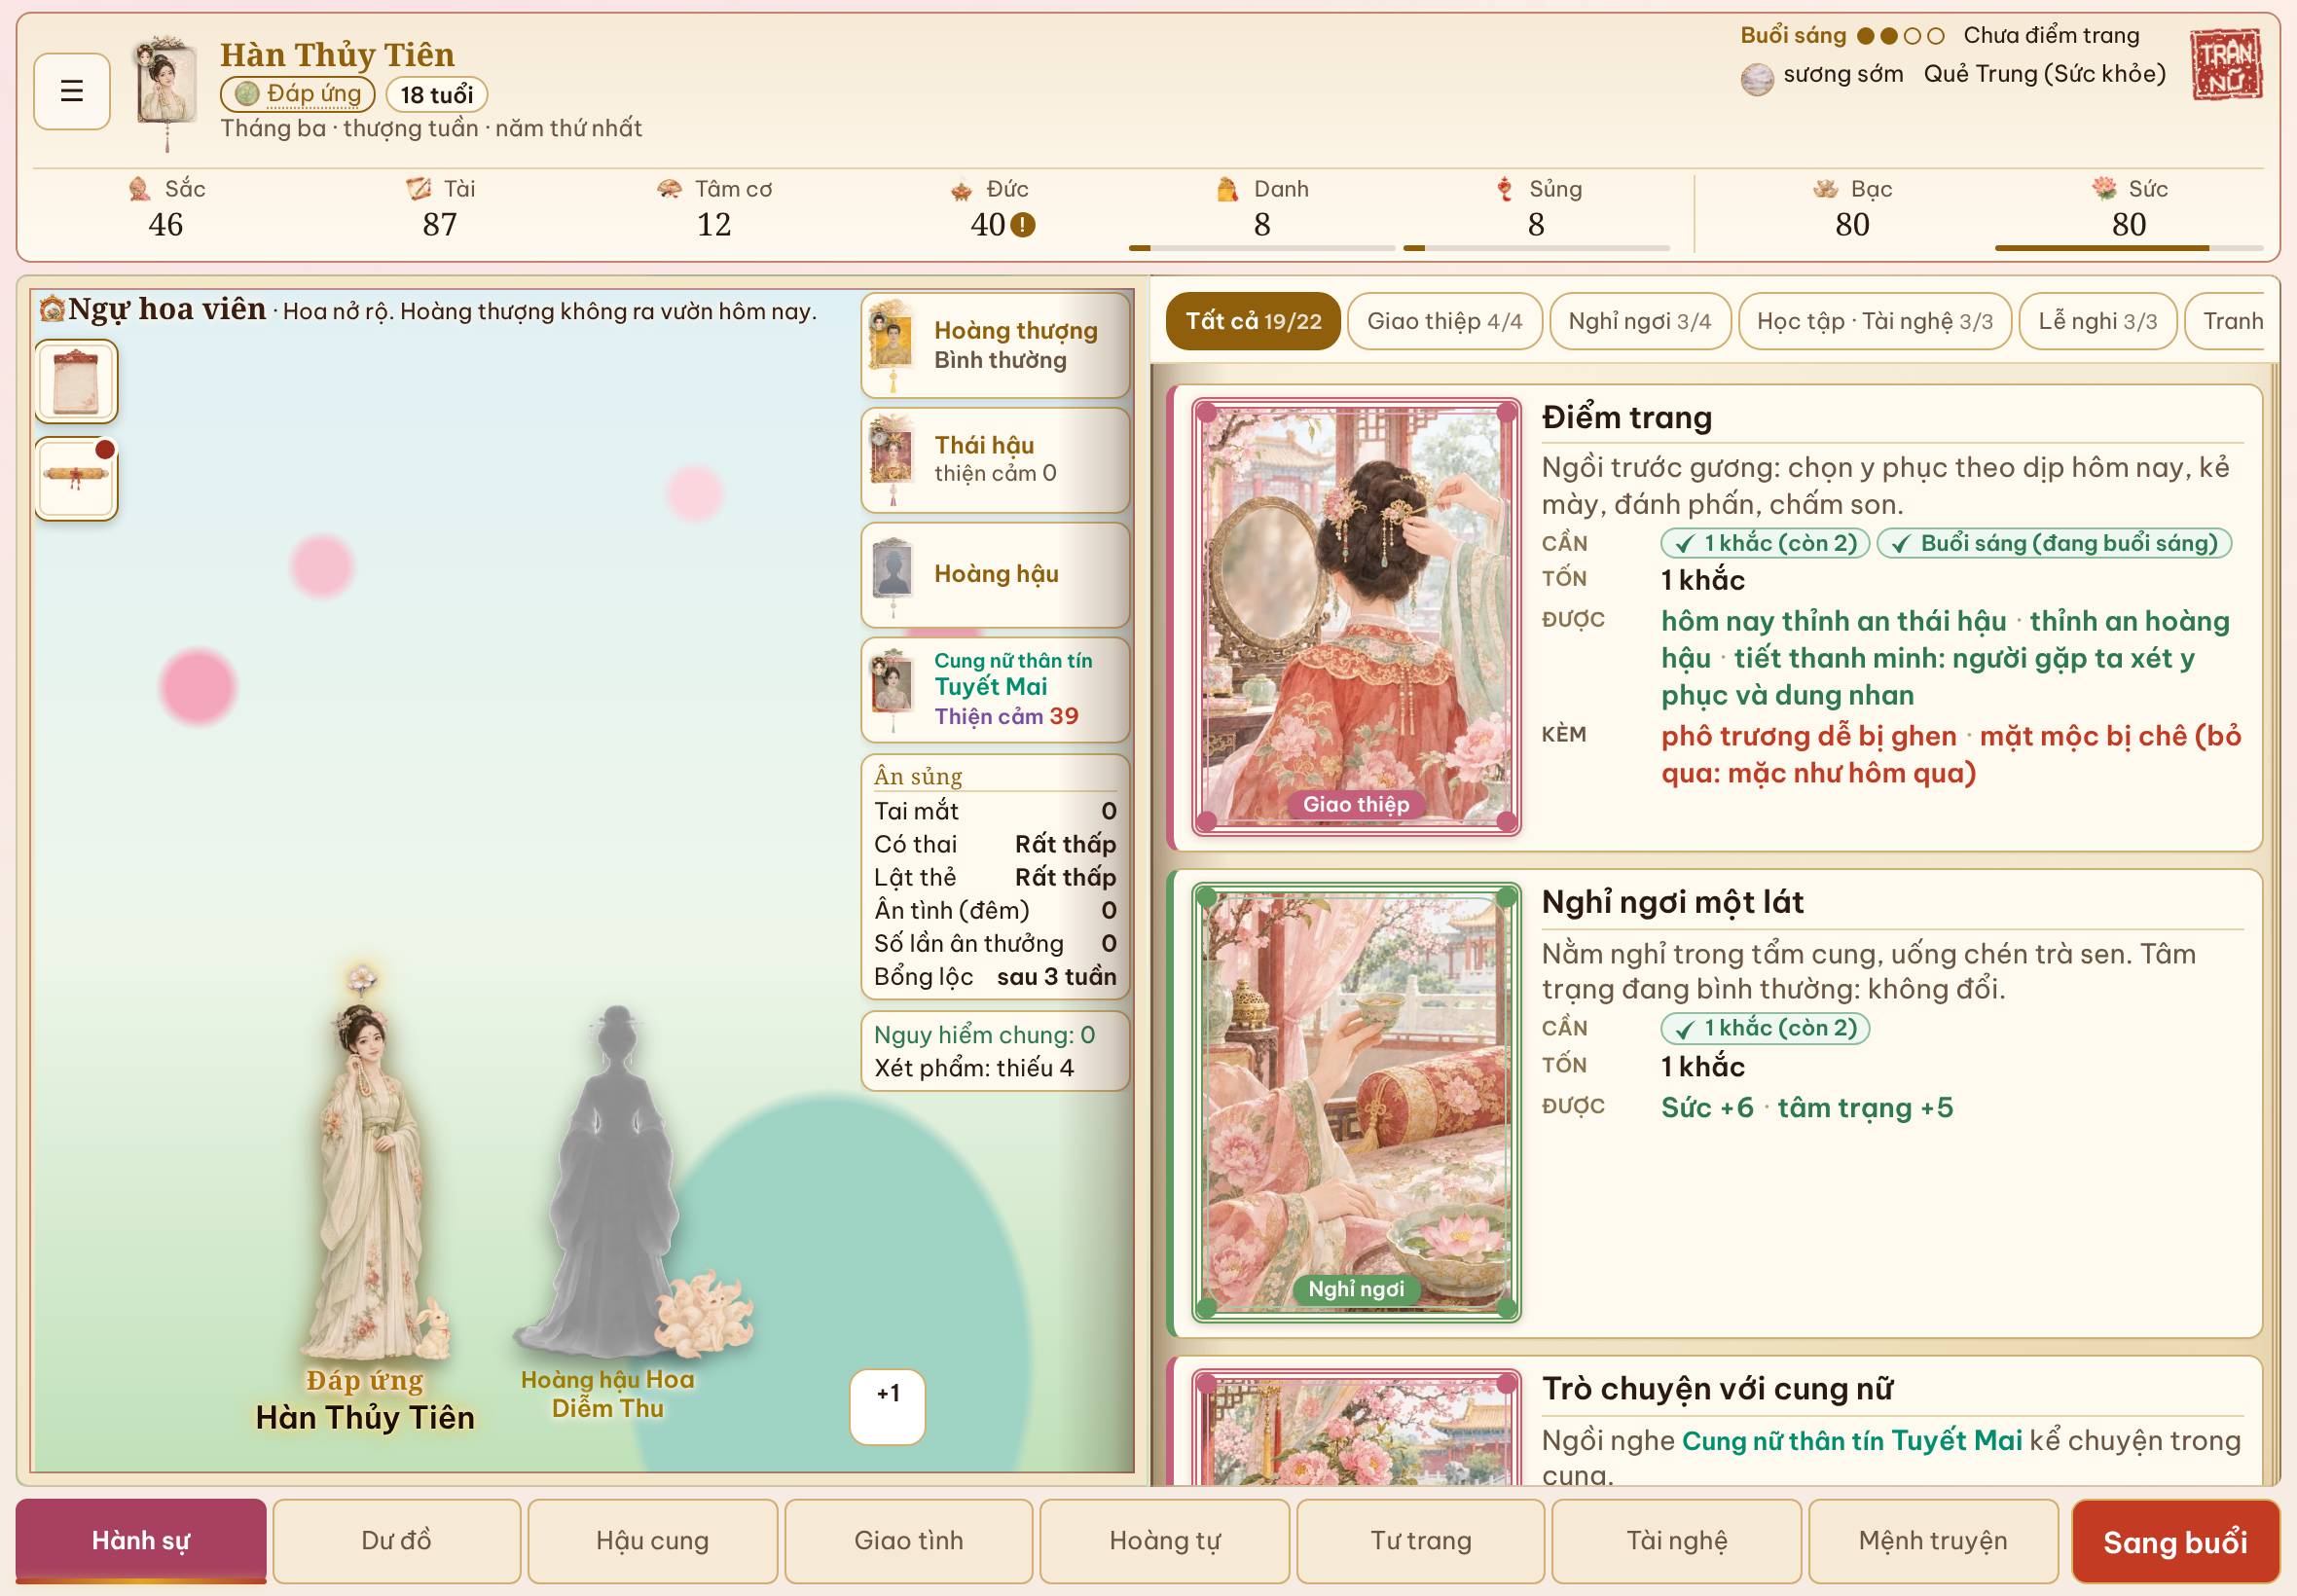 Hàn Thủy Tiên
Đáp ứng
18 tuổi
Tháng ba · thượng tuần · năm thứ nhất
Buổi sáng
Chưa điểm trang
sương sớm
Quẻ Trung (Sức khỏe)
TRÂN
NỮ
Sắc
46
Tài
87
Tâm cơ
12
Đức
40
!
Danh
8
Sủng
8
Bạc
80
Sức
80
Ngự hoa viên · Hoa nở rộ. Hoàng thượng không ra vườn hôm nay.
Hoàng thượng
Bình thường
Thái hậu
thiện cảm 0
Hoàng hậu
Cung nữ thân tín
Tuyết Mai
Thiện cảm 39
Ân sủng
Tai mắt 0
Có thai Rất thấp
Lật thẻ Rất thấp
Ân tình (đêm) 0
Số lần ân thưởng 0
Bổng lộc sau 3 tuần
Nguy hiểm chung: 0
Xét phẩm: thiếu 4
Đáp ứng
Hàn Thủy Tiên
Hoàng hậu Hoa
Diễm Thu
+1
Tất cả 19/22
Giao thiệp 4/4
Nghỉ ngơi 3/4
Học tập · Tài nghệ 3/3
Lễ nghi 3/3
Tranh
Giao thiệp
Điểm trang
Ngồi trước gương: chọn y phục theo dịp hôm nay, kẻ
mày, đánh phấn, chấm son.
CẦN ✓ 1 khắc (còn 2) ✓ Buổi sáng (đang buổi sáng)
TỐN 1 khắc
ĐƯỢC hôm nay thỉnh an thái hậu · thỉnh an hoàng
hậu · tiết thanh minh: người gặp ta xét y
phục và dung nhan
KÈM phô trương dễ bị ghen · mặt mộc bị chê (bỏ
qua: mặc như hôm qua)
Nghỉ ngơi
Nghỉ ngơi một lát
Nằm nghỉ trong tẩm cung, uống chén trà sen. Tâm
trạng đang bình thường: không đổi.
CẦN ✓ 1 khắc (còn 2)
TỐN 1 khắc
ĐƯỢC Sức +6 · tâm trạng +5
Trò chuyện với cung nữ
Ngồi nghe Cung nữ thân tín Tuyết Mai kể chuyện trong
cung.
Hành sự
Dư đồ
Hậu cung
Giao tình
Hoàng tự
Tư trang
Tài nghệ
Mệnh truyện
Sang buổi